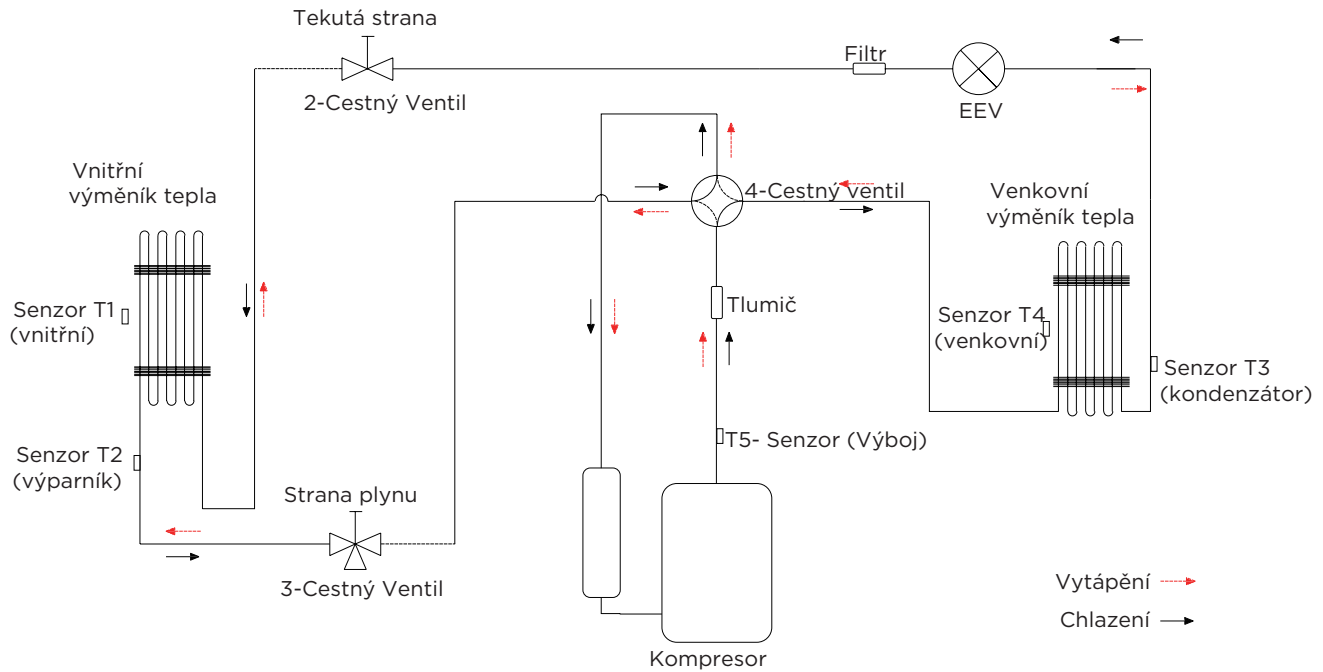 Tekutá strana
2-Cestný Ventil
Filtr
EEV
Vnitřní
výměník tepla
4-Cestný ventil
Venkovní
výměník tepla
Senzor T1
(vnitřní)
Tlumič
Senzor T4
(venkovní)
Senzor T3
(kondenzátor)
T5- Senzor (Výboj)
Senzor T2
(výparník)
Strana plynu
3-Cestný Ventil
Vytápění
Chlazení
Kompresor